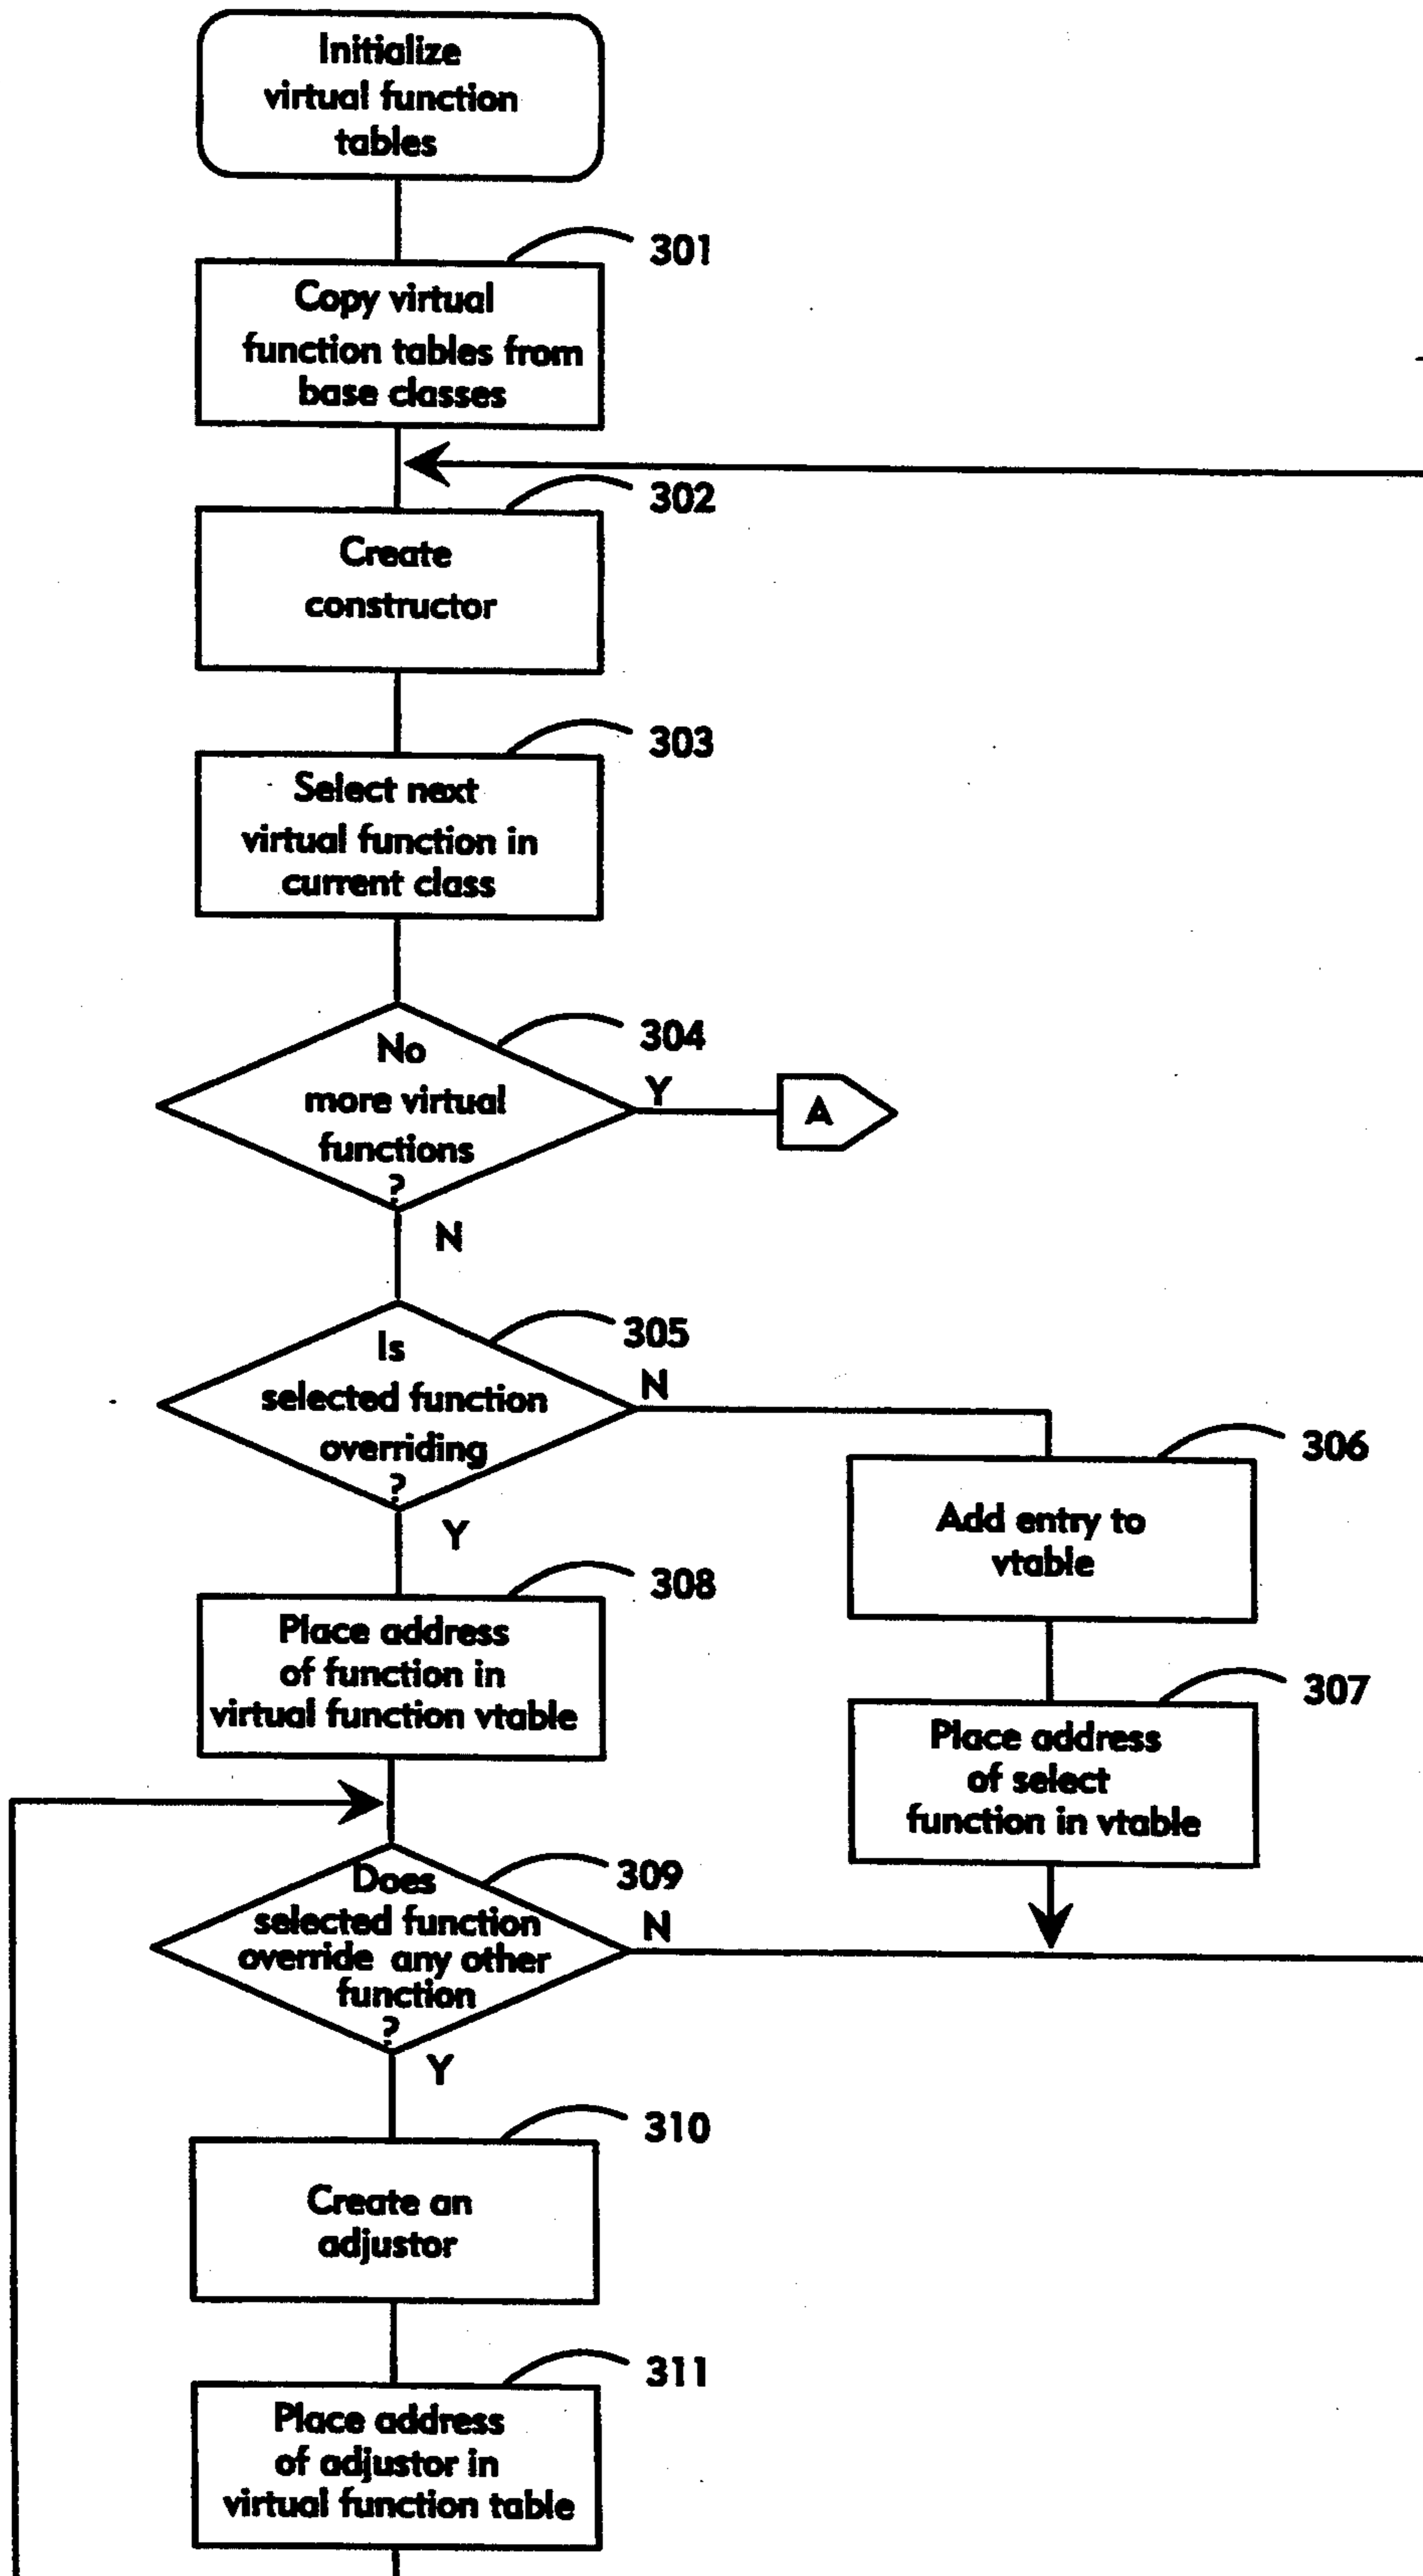 Initialize
virtual function
tables
301
Copy virtual
function tables from
base classes
302
Create
constructor
303
Select next
virtual function in
current class
304
No
more virtual
functions
?
Y
A
N
305
Is
selected function
overriding
?
N
Y
306
Add entry to
vtable
308
Place address
of function in
virtual function vtable
307
Place address
of select
function in vtable
309
Does
selected function
override any other
function
?
N
Y
310
Create an
adjustor
311
Place address
of adjustor in
virtual function table